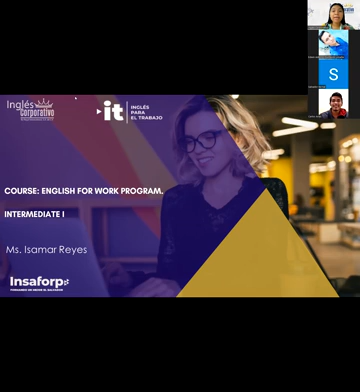 Inglés
corporativo
it
INGLÉS
PARA
EL TRABAJO
COURSE: ENGLISH FOR WORK PROGRAM.
INTERMEDIATE I
Ms. Isamar Reyes
Insaforp
S